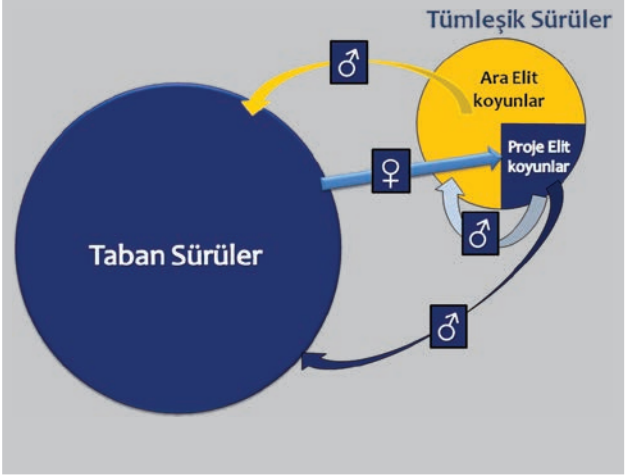 Tümleşik Sürüler
Ara Elit
koyunlar
Proje Elit
koyunlar
Taban Sürüler